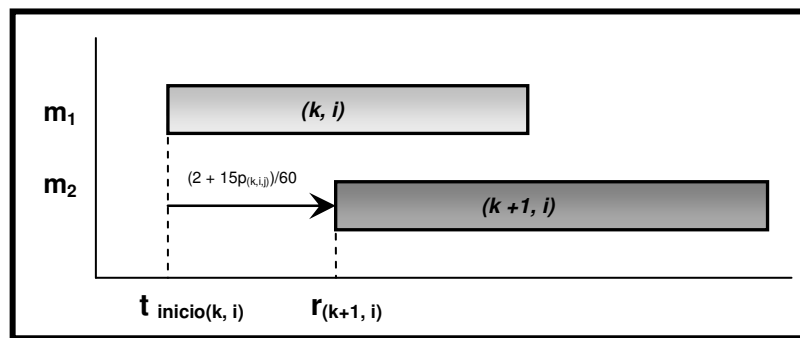 m1
(k, i)
m2
(2 + 15p(k,i,j))/60
(k +1, i)
t inicio(k, i)
r(k+1, i)